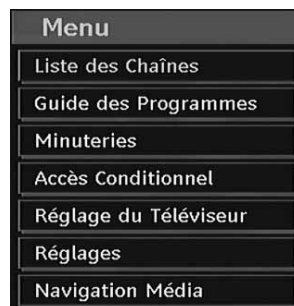 Menu
Liste des Chaînes
Guide des Programmes
Minuteries
Accès Conditionnel
Réglage du Téléviseur
Réglages
Navigation Média